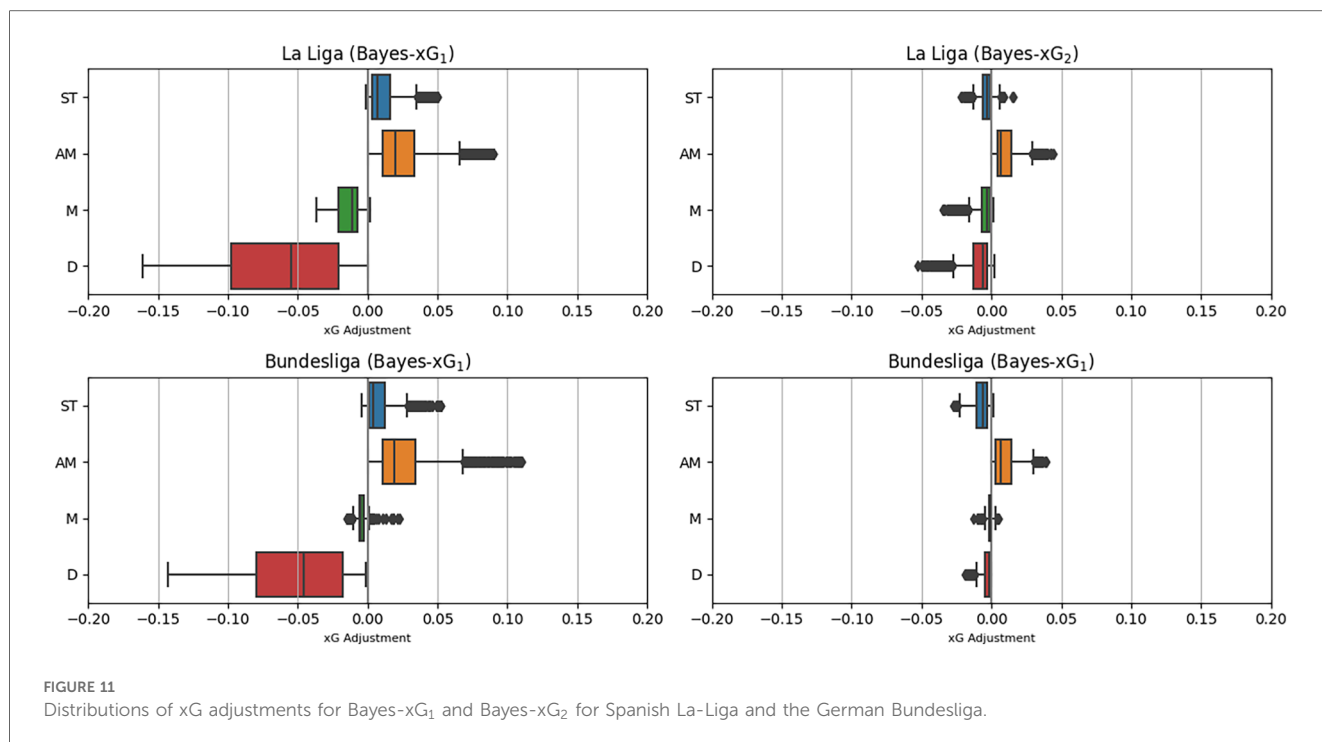 La Liga (Bayes-xG₁)
ST
AM
M
D
−0.20 −0.15 −0.10 −0.05 0.00 0.05 0.10 0.15 0.20
xG Adjustment
La Liga (Bayes-xG₂)
ST
AM
M
D
−0.20 −0.15 −0.10 −0.05 0.00 0.05 0.10 0.15 0.20
xG Adjustment
Bundesliga (Bayes-xG₁)
ST
AM
M
D
−0.20 −0.15 −0.10 −0.05 0.00 0.05 0.10 0.15 0.20
xG Adjustment
Bundesliga (Bayes-xG₁)
ST
AM
M
D
−0.20 −0.15 −0.10 −0.05 0.00 0.05 0.10 0.15 0.20
xG Adjustment
FIGURE 11
Distributions of xG adjustments for Bayes-xG₁ and Bayes-xG₂ for Spanish La-Liga and the German Bundesliga.